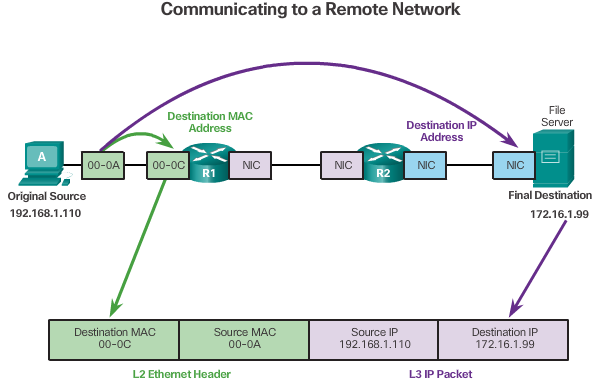 Communicating to a Remote Network
Destination MAC
Address
Destination IP
Address
File
Server
A
00-0A
00-0C
R1
NIC
NIC
R2
NIC
NIC
Original Source
192.168.1.110
Final Destination
172.16.1.99
Destination MAC
00-0C
Source MAC
00-0A
Source IP
192.168.1.110
Destination IP
172.16.1.99
L2 Ethernet Header
L3 IP Packet